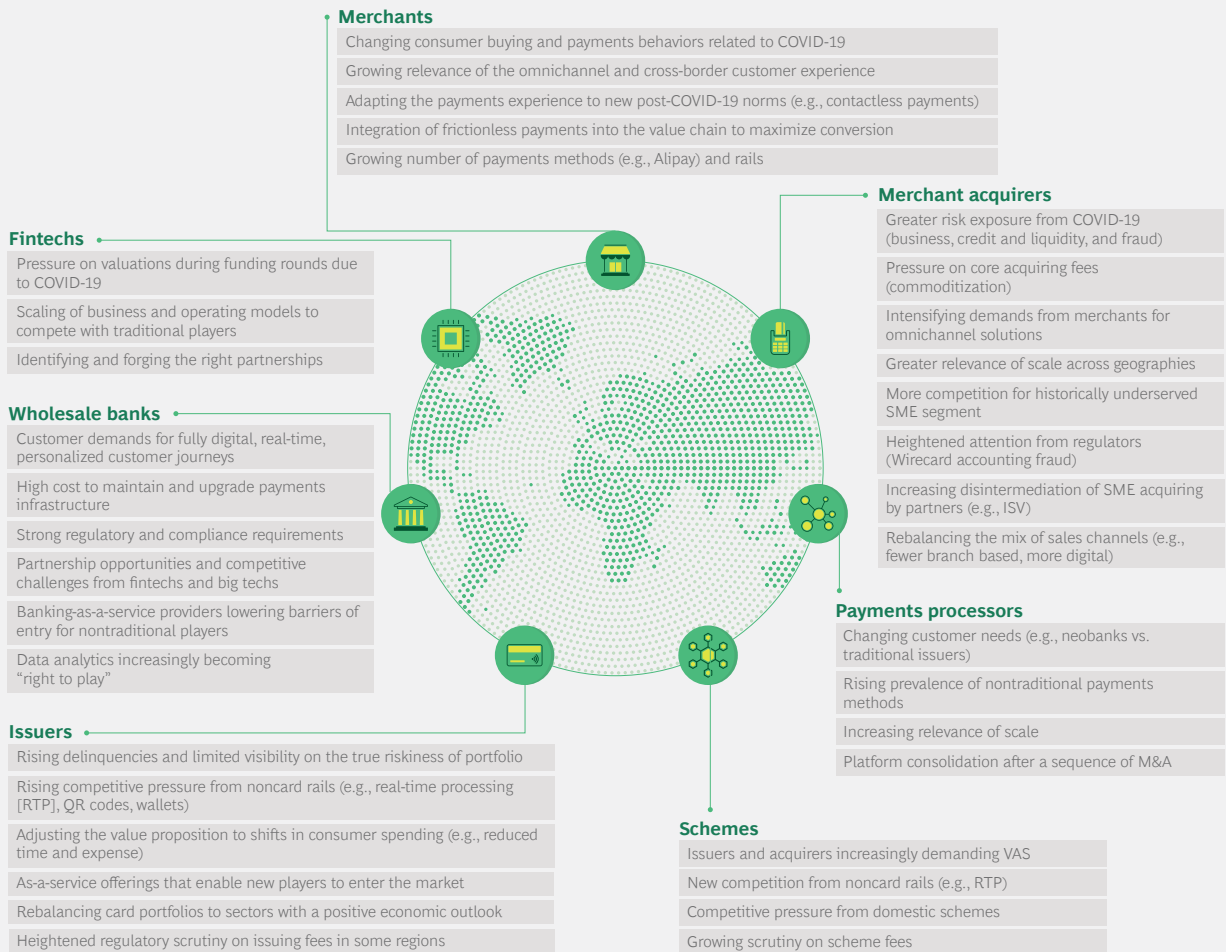 Merchants
Changing consumer buying and payments behaviors related to COVID-19
Growing relevance of the omnichannel and cross-border customer experience
Adapting the payments experience to new post-COVID-19 norms (e.g., contactless payments)
Integration of frictionless payments into the value chain to maximize conversion
Growing number of payments methods (e.g., Alipay) and rails
Merchant acquirers
Greater risk exposure from COVID-19
(business, credit and liquidity, and fraud)
Pressure on core acquiring fees
(commoditization)
Intensifying demands from merchants for
omnichannel solutions
Greater relevance of scale across geographies
More competition for historically underserved
SME segment
Heightened attention from regulators
(Wirecard accounting fraud)
Increasing disintermediation of SME acquiring
by partners (e.g., ISV)
Rebalancing the mix of sales channels (e.g.,
fewer branch based, more digital)
Fintechs
Pressure on valuations during funding rounds due
to COVID-19
Scaling of business and operating models to
compete with traditional players
Identifying and forging the right partnerships
Wholesale banks
Customer demands for fully digital, real-time,
personalized customer journeys
High cost to maintain and upgrade payments
infrastructure
Strong regulatory and compliance requirements
Partnership opportunities and competitive
challenges from fintechs and big techs
Banking-as-a-service providers lowering barriers of
entry for nontraditional players
Data analytics increasingly becoming
“right to play”
Payments processors
Changing customer needs (e.g., neobanks vs.
traditional issuers)
Rising prevalence of nontraditional payments
methods
Increasing relevance of scale
Platform consolidation after a sequence of M&A
Issuers
Rising delinquencies and limited visibility on the true riskiness of portfolio
Rising competitive pressure from noncard rails (e.g., real-time processing
[RTP], QR codes, wallets)
Adjusting the value proposition to shifts in consumer spending (e.g., reduced
time and expense)
As-a-service offerings that enable new players to enter the market
Rebalancing card portfolios to sectors with a positive economic outlook
Heightened regulatory scrutiny on issuing fees in some regions
Schemes
Issuers and acquirers increasingly demanding VAS
New competition from noncard rails (e.g., RTP)
Competitive pressure from domestic schemes
Growing scrutiny on scheme fees